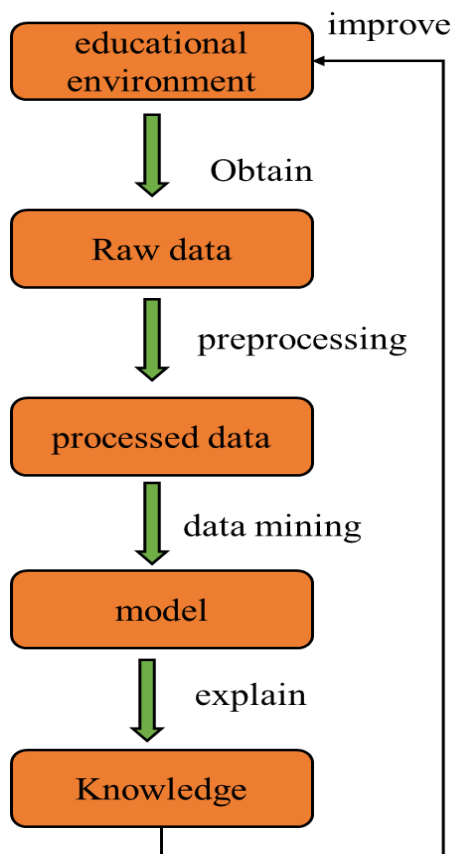 improve
educational
environment
Obtain
Raw data
preprocessing
processed data
data mining
model
explain
Knowledge